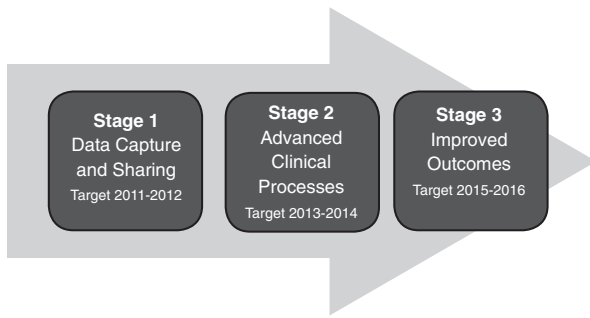 Stage 1
Data Capture
and Sharing
Target 2011-2012
Stage 2
Advanced
Clinical
Processes
Target 2013-2014
Stage 3
Improved
Outcomes
Target 2015-2016